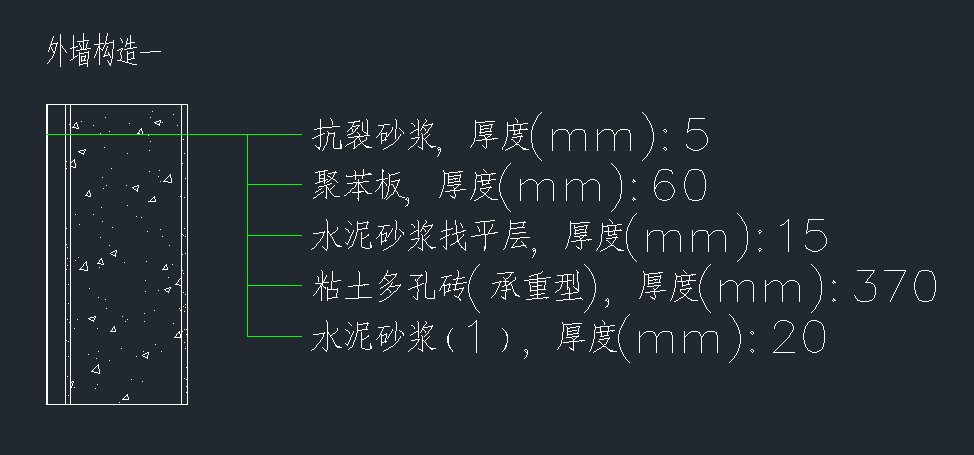 外墙构造一
抗裂砂浆，厚度(mm)：5
聚苯板，厚度(mm)：60
水泥砂浆找平层，厚度(mm)：15
粘土多孔砖(承重型)，厚度(mm)：370
水泥砂浆（1），厚度(mm)：20